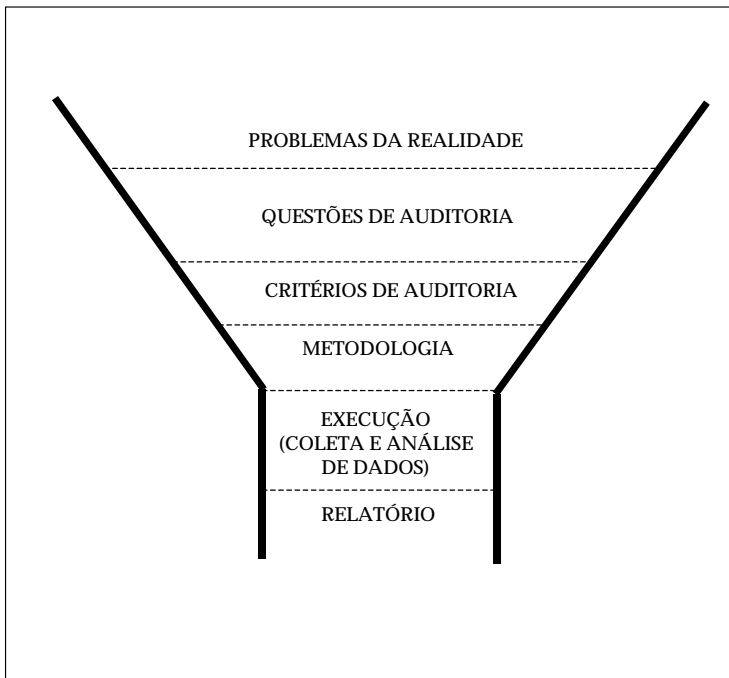 PROBLEMAS DA REALIDADE
QUESTÕES DE AUDITORIA
CRITÉRIOS DE AUDITORIA
METODOLOGIA
EXECUÇÃO
(COLETA E ANÁLISE
DE DADOS)
RELATÓRIO